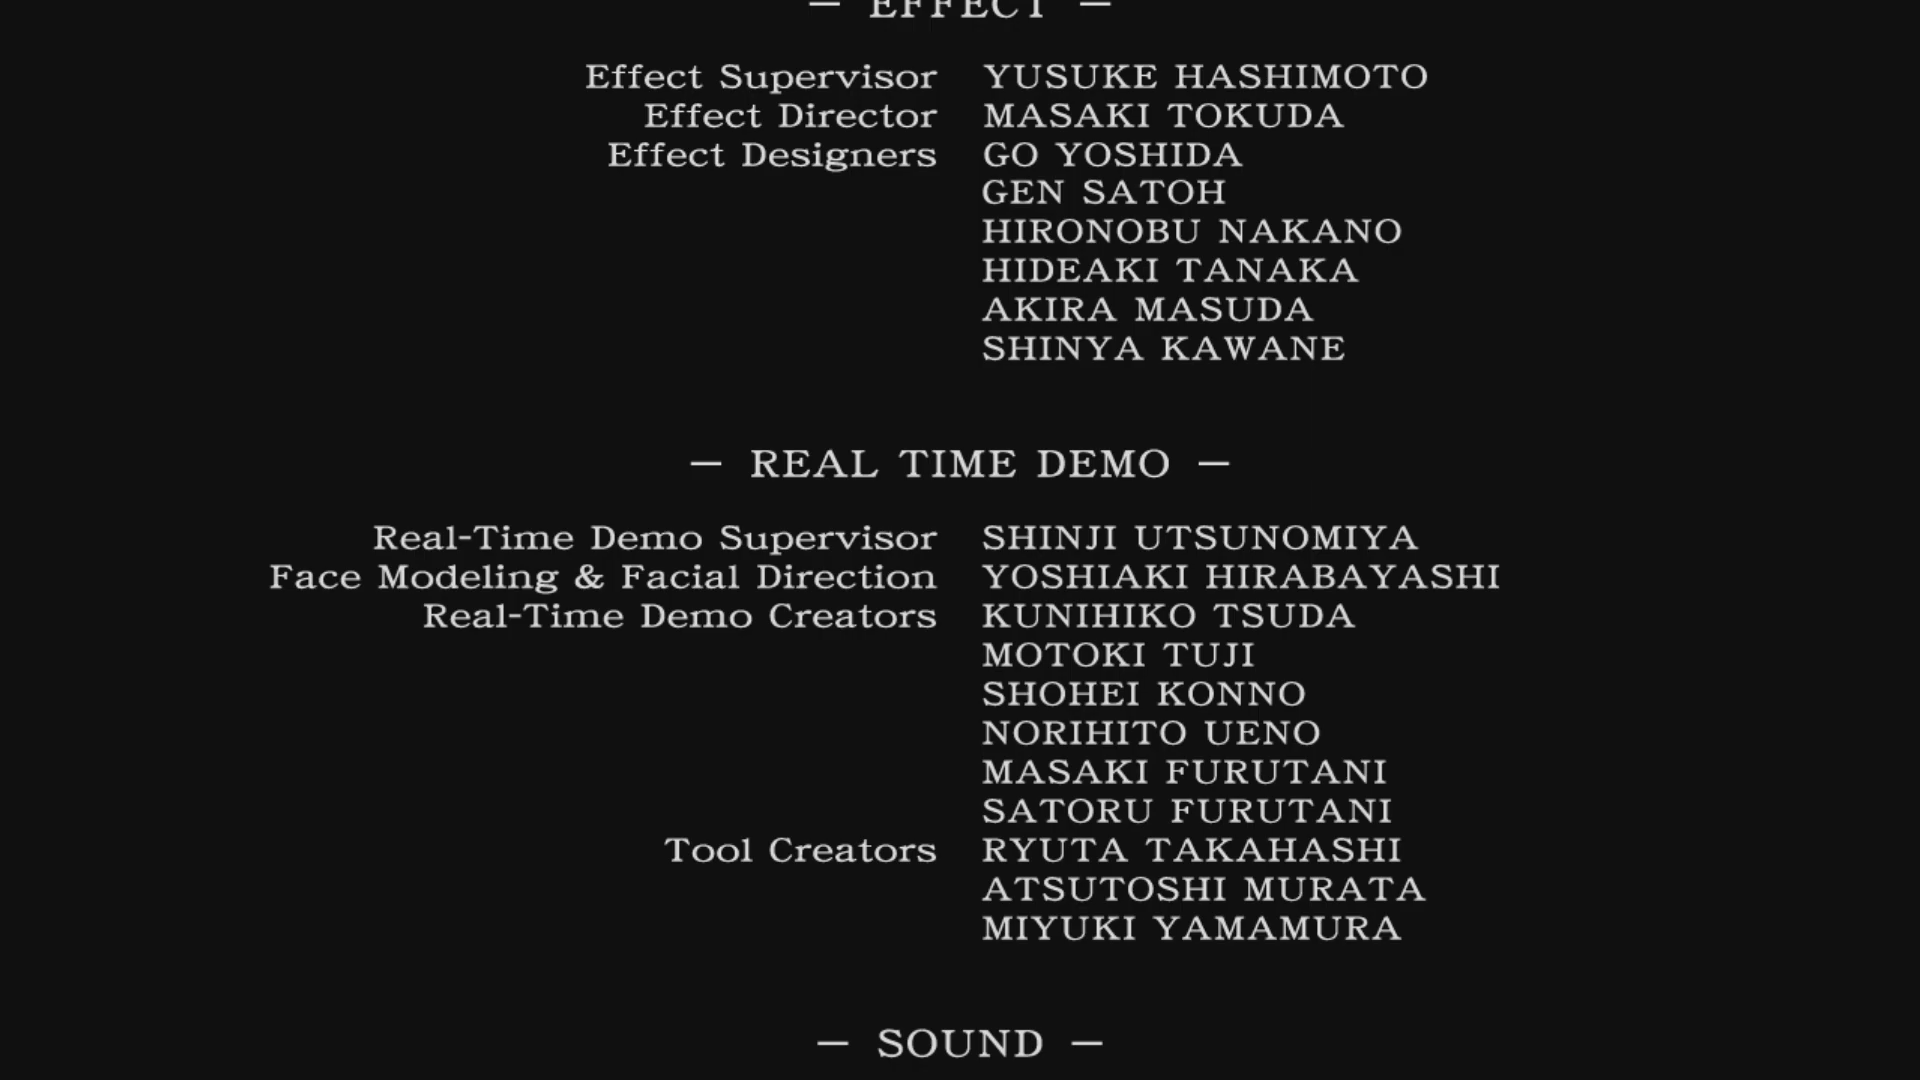 — EFFECT —
Effect Supervisor YUSUKE HASHIMOTO
Effect Director MASAKI TOKUDA
Effect Designers GO YOSHIDA
GEN SATOH
HIRONOBU NAKANO
HIDEAKI TANAKA
AKIRA MASUDA
SHINYA KAWANE
— REAL TIME DEMO —
Real-Time Demo Supervisor SHINJI UTSUNOMIYA
Face Modeling & Facial Direction YOSHIAKI HIRABAYASHI
Real-Time Demo Creators KUNIHIKO TSUDA
MOTOKI TUJI
SHOHEI KONNO
NORIHITO UENO
MASAKI FURUTANI
SATORU FURUTANI
Tool Creators RYUTA TAKAHASHI
ATSUTOSHI MURATA
MIYUKI YAMAMURA
— SOUND —